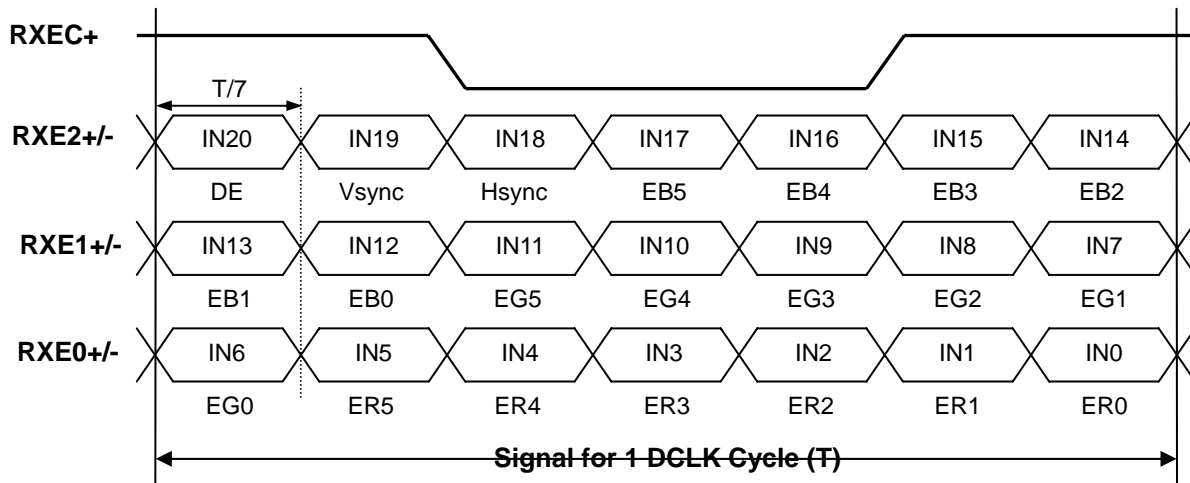 RXEC+
T/7
RXE2+/- IN20 IN19 IN18 IN17 IN16 IN15 IN14
DE Vsync Hsync EB5 EB4 EB3 EB2
RXE1+/- IN13 IN12 IN11 IN10 IN9 IN8 IN7
EB1 EB0 EG5 EG4 EG3 EG2 EG1
RXE0+/- IN6 IN5 IN4 IN3 IN2 IN1 IN0
EG0 ER5 ER4 ER3 ER2 ER1 ER0
Signal for 1 DCLK Cycle (T)